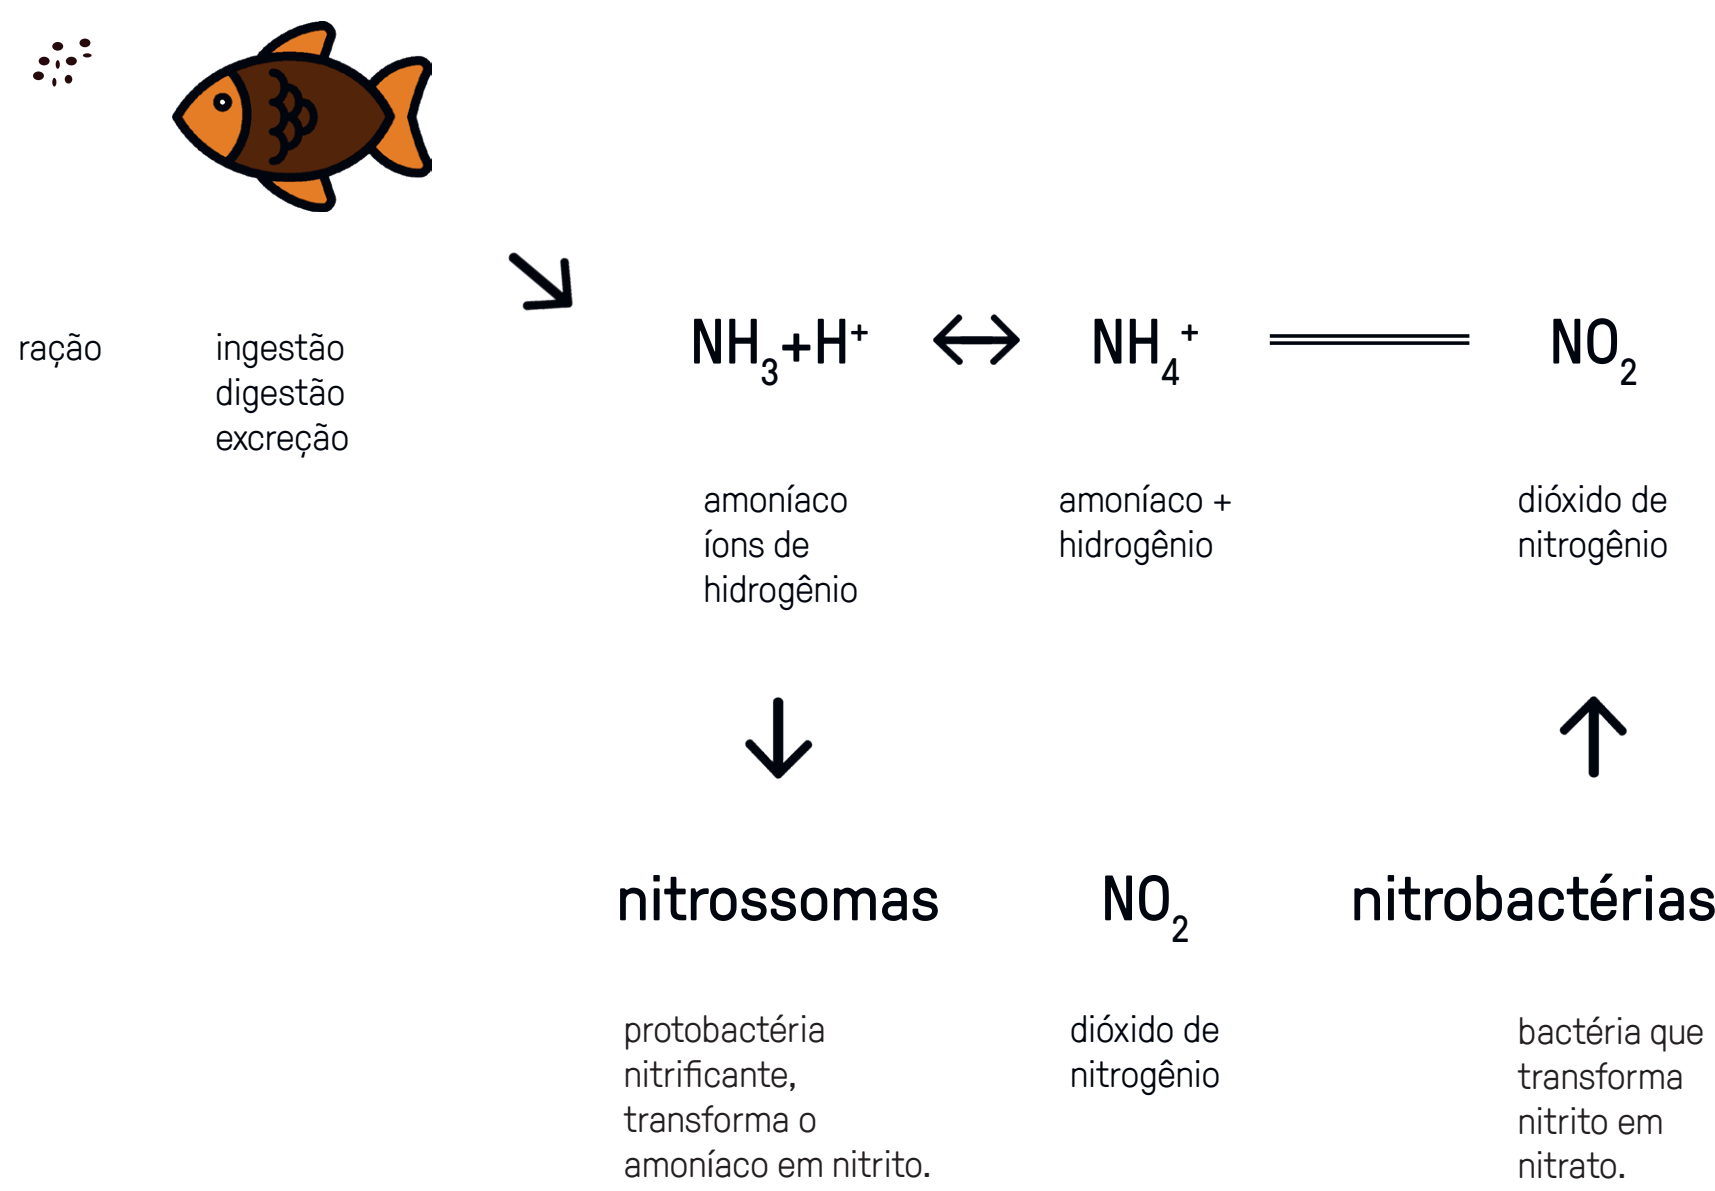 ração
ingestão
digestão
excreção
NH₃+H⁺
NH₄⁺
NO₂
amoníaco
íons de
hidrogênio
amoníaco +
hidrogênio
dióxido de
nitrogênio
nitrossomas
NO₂
nitrobactérias
protobactéria
nitrificante,
transforma o
amoníaco em nitrito.
dióxido de
nitrogênio
bactéria que
transforma
nitrito em
nitrato.